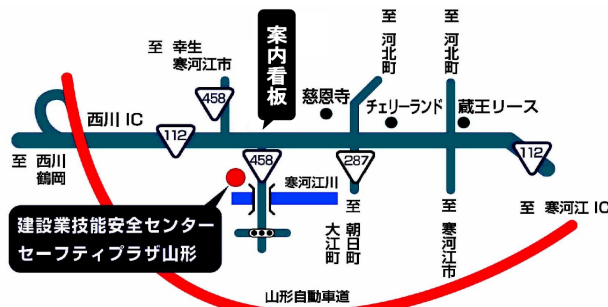 至 河北町
至 河北町
至 幸生
寒河江市
案内看板
458
慈恩寺
チェリーランド
蔵王リース
西川 IC
112
458
287
112
至 西川
鶴岡
寒河江川
建設業技能安全センター
セーフティプラザ山形
至 朝日町
大江町
至 寒河江市
至 寒河江 IC
山形自動車道